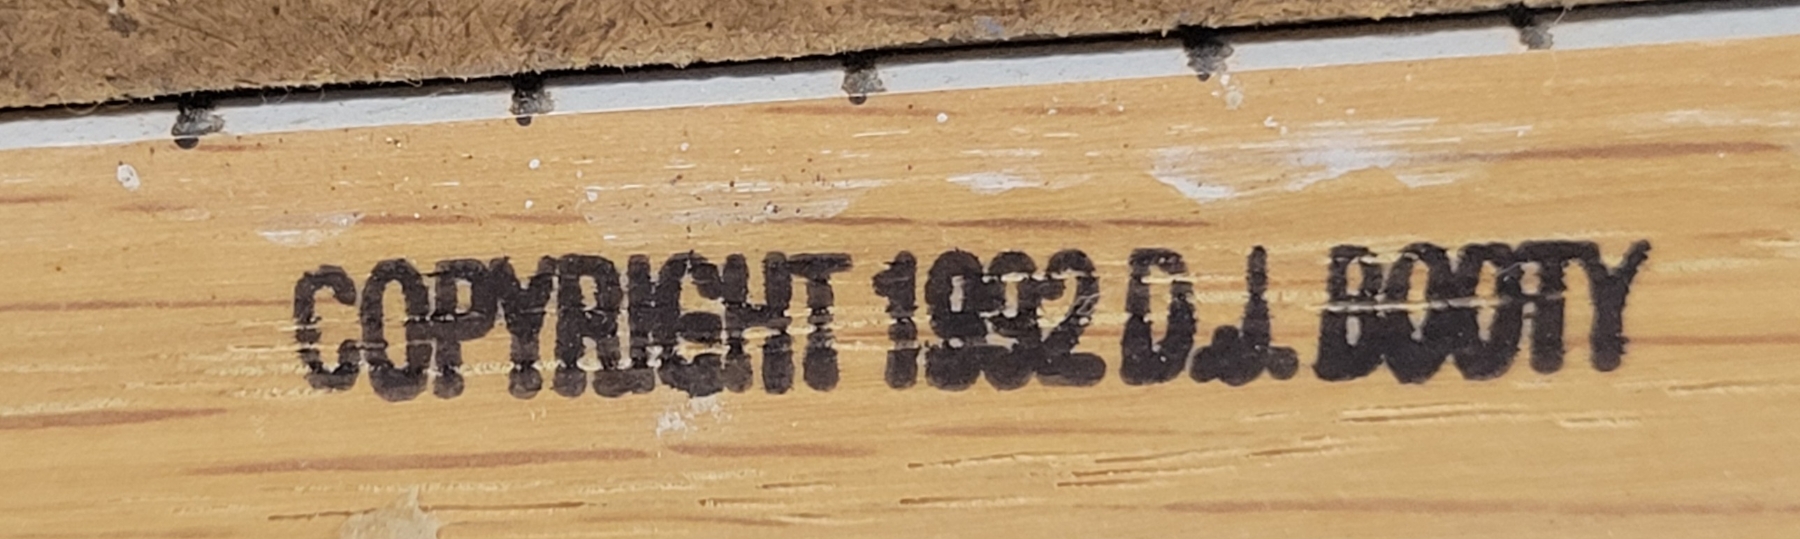 COPYRIGHT 1992 D.J. BOOTY